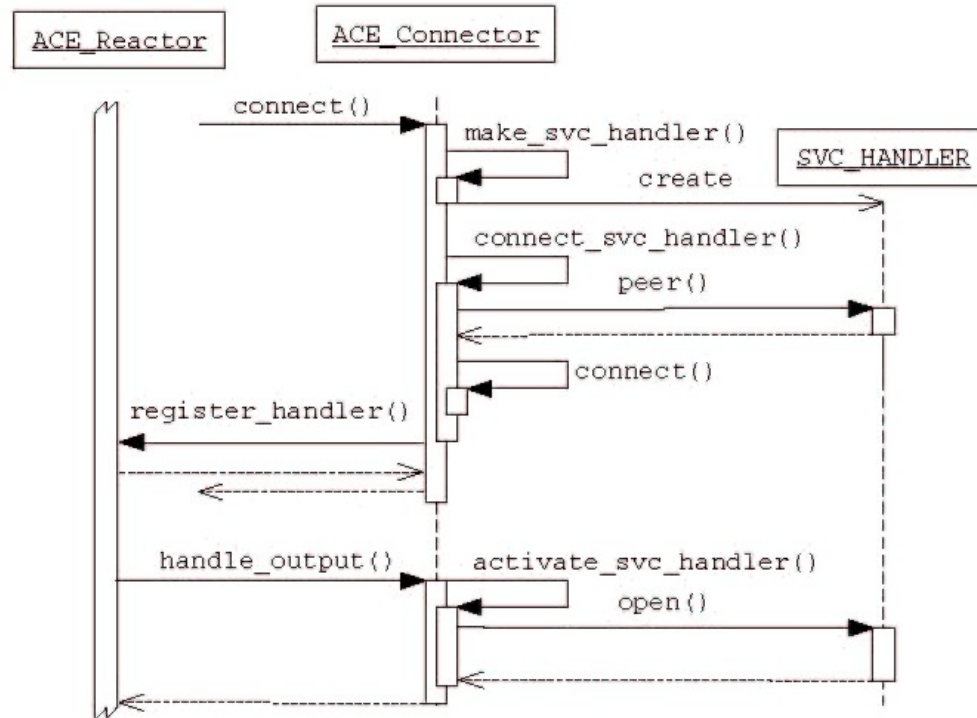 ACE_Reactor
ACE_Connector
connect()
make_svc_handler()
SVC_HANDLER
create
connect_svc_handler()
peer()
connect()
register_handler()
handle_output()
activate_svc_handler()
open()